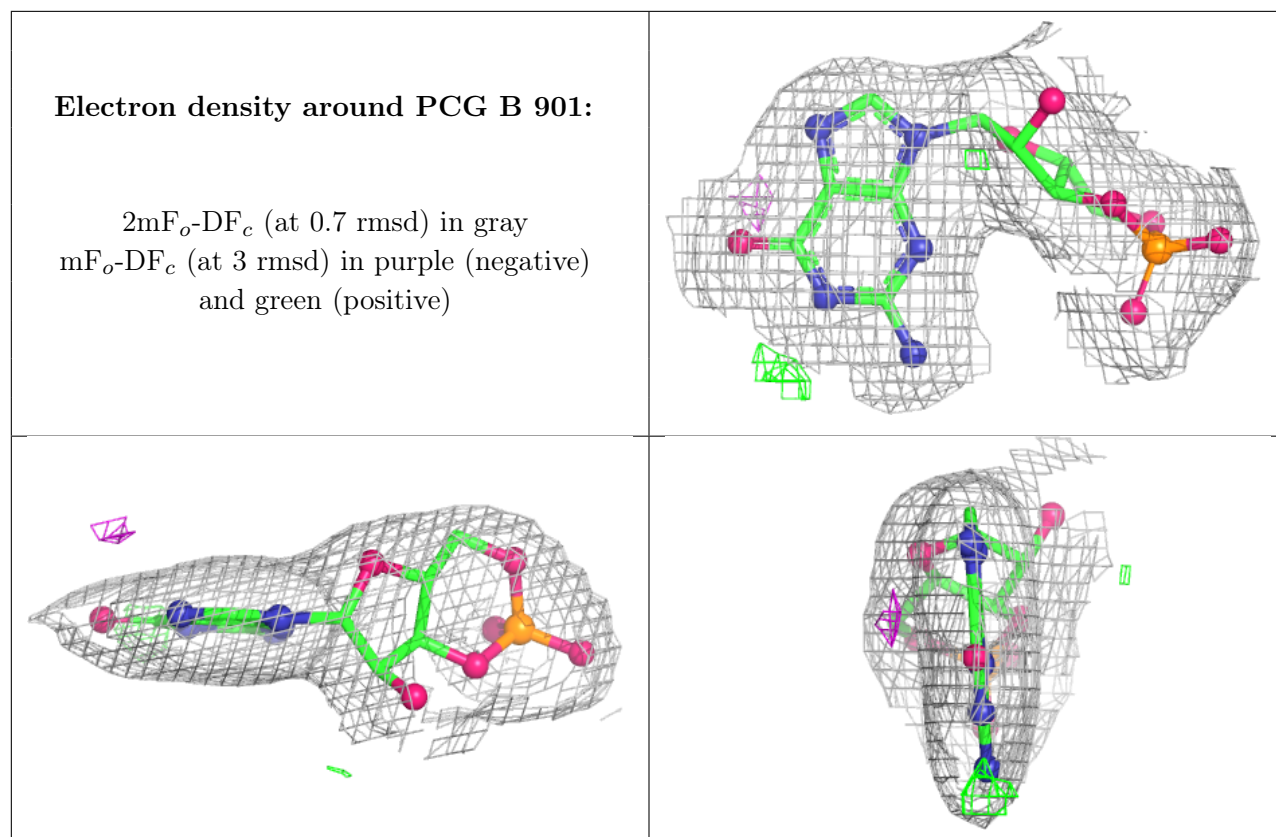 Electron density around PCG B 901:
2mFo-DFc (at 0.7 rmsd) in gray
mFo-DFc (at 3 rmsd) in purple (negative)
and green (positive)